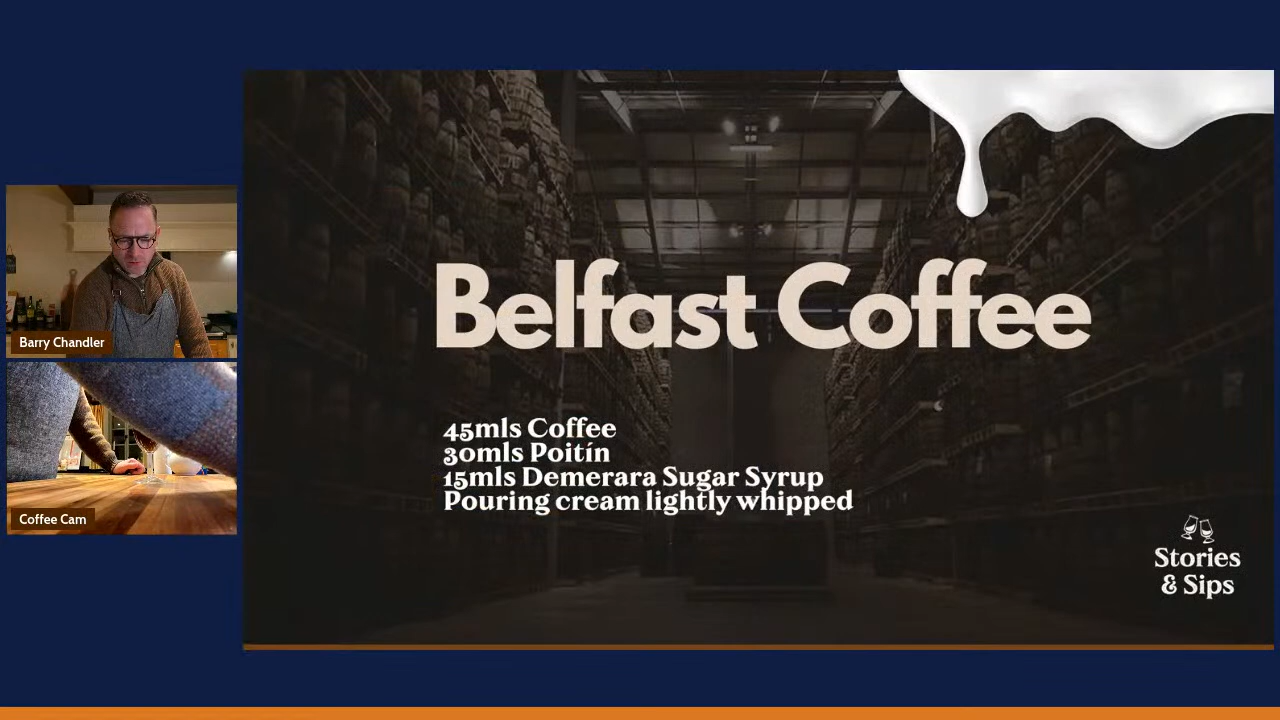 Belfast Coffee
45mls Coffee
30mls Poitín
15mls Demerara Sugar Syrup
Pouring cream lightly whipped
Stories
& Sips
Barry Chandler
Coffee Cam